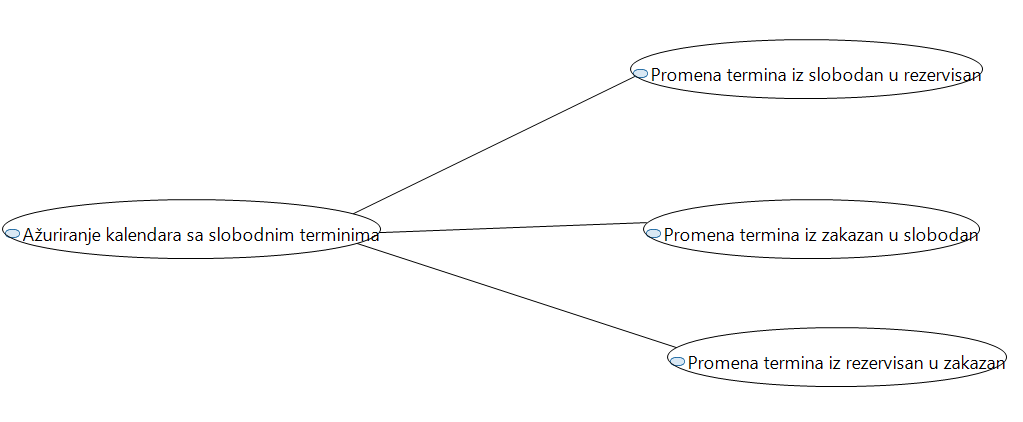 Promena termina iz slobodan u rezervisan
Ažuriranje kalendara sa slobodnim terminima
Promena termina iz zakazan u slobodan
Promena termina iz rezervisan u zakazan